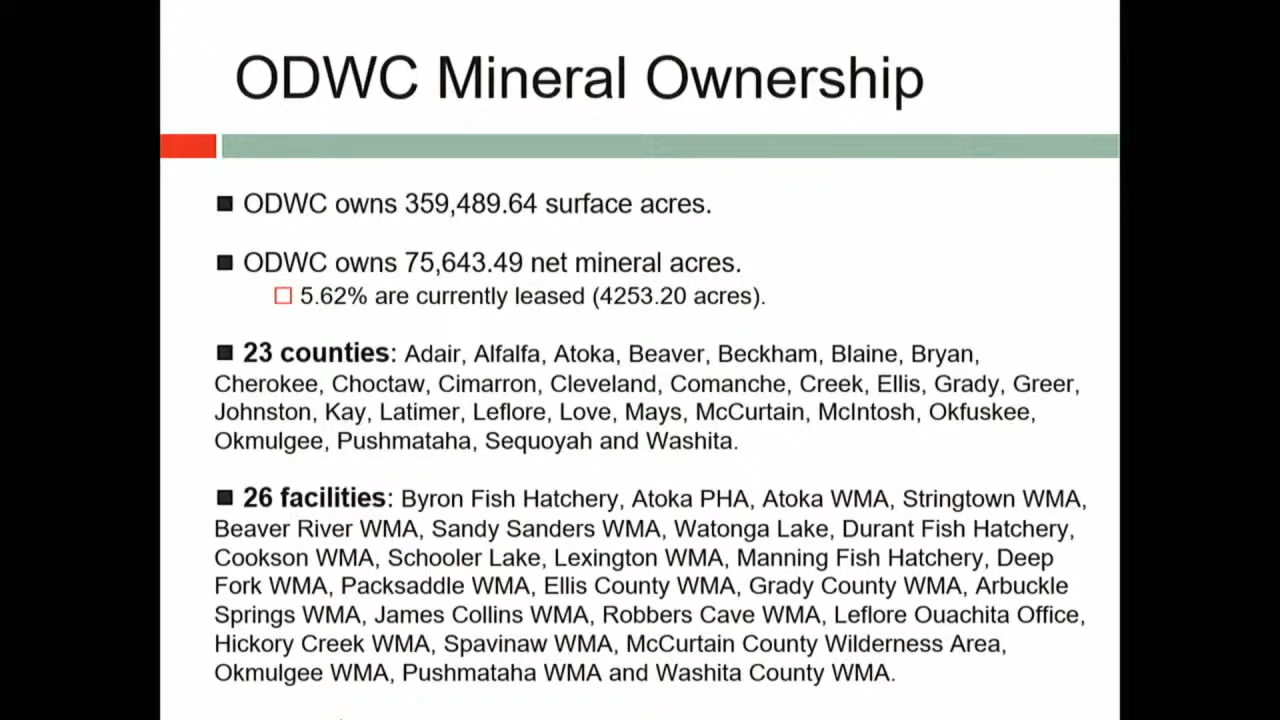 ODWC Mineral Ownership
ODWC owns 359,489.64 surface acres.
ODWC owns 75,643.49 net mineral acres.
5.62% are currently leased (4253.20 acres).
23 counties: Adair, Alfalfa, Atoka, Beaver, Beckham, Blaine, Bryan,
Cherokee, Choctaw, Cimarron, Cleveland, Comanche, Creek, Ellis, Grady, Greer,
Johnston, Kay, Latimer, Leflore, Love, Mays, McCurtain, McIntosh, Okfuskee,
Okmulgee, Pushmataha, Sequoyah and Washita.
26 facilities: Byron Fish Hatchery, Atoka PHA, Atoka WMA, Stringtown WMA,
Beaver River WMA, Sandy Sanders WMA, Watonga Lake, Durant Fish Hatchery,
Cookson WMA, Schooler Lake, Lexington WMA, Manning Fish Hatchery, Deep
Fork WMA, Packsaddle WMA, Ellis County WMA, Grady County WMA, Arbuckle
Springs WMA, James Collins WMA, Robbers Cave WMA, Leflore Ouachita Office,
Hickory Creek WMA, Spavinaw WMA, McCurtain County Wilderness Area,
Okmulgee WMA, Pushmataha WMA and Washita County WMA.